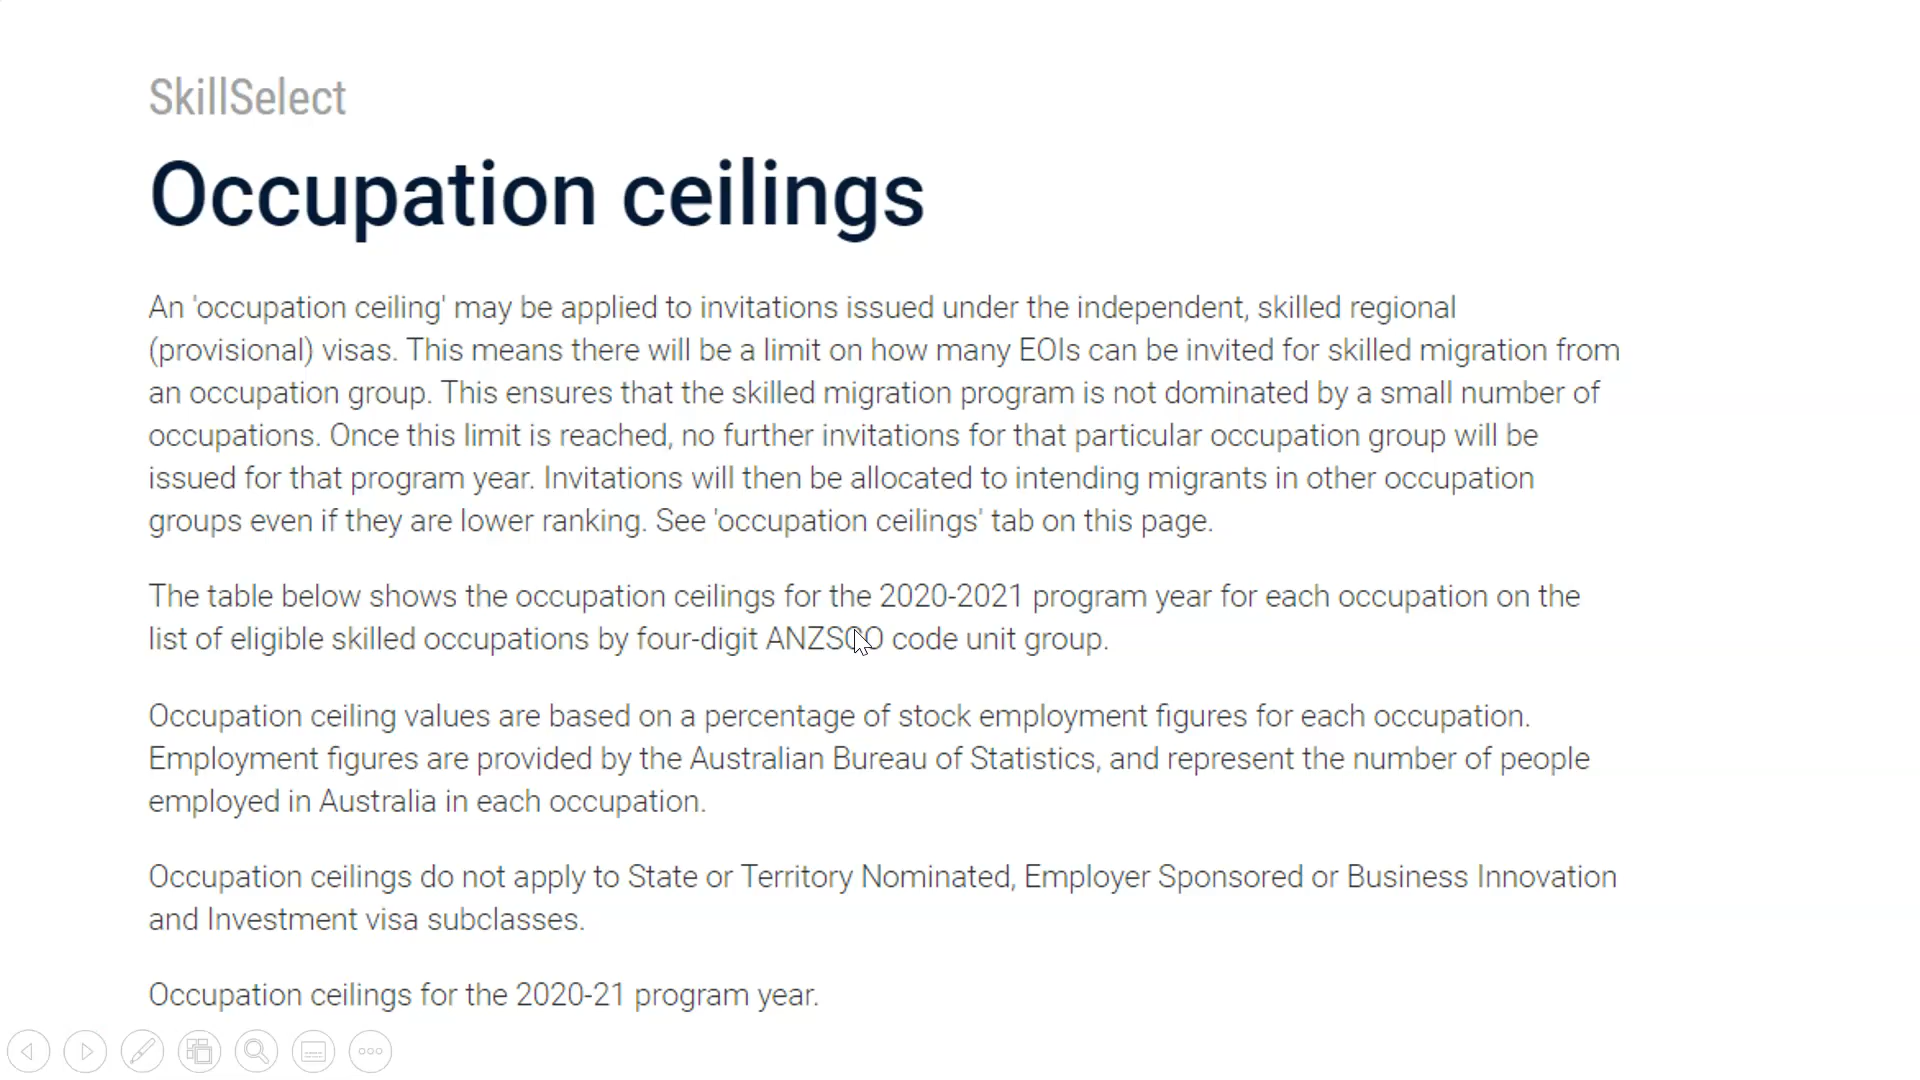 SkillSelect
Occupation ceilings
An 'occupation ceiling' may be applied to invitations issued under the independent, skilled regional
(provisional) visas. This means there will be a limit on how many EOIs can be invited for skilled migration from
an occupation group. This ensures that the skilled migration program is not dominated by a small number of
occupations. Once this limit is reached, no further invitations for that particular occupation group will be
issued for that program year. Invitations will then be allocated to intending migrants in other occupation
groups even if they are lower ranking. See 'occupation ceilings' tab on this page.
The table below shows the occupation ceilings for the 2020-2021 program year for each occupation on the
list of eligible skilled occupations by four-digit ANZSCO code unit group.
Occupation ceiling values are based on a percentage of stock employment figures for each occupation.
Employment figures are provided by the Australian Bureau of Statistics, and represent the number of people
employed in Australia in each occupation.
Occupation ceilings do not apply to State or Territory Nominated, Employer Sponsored or Business Innovation
and Investment visa subclasses.
Occupation ceilings for the 2020-21 program year.